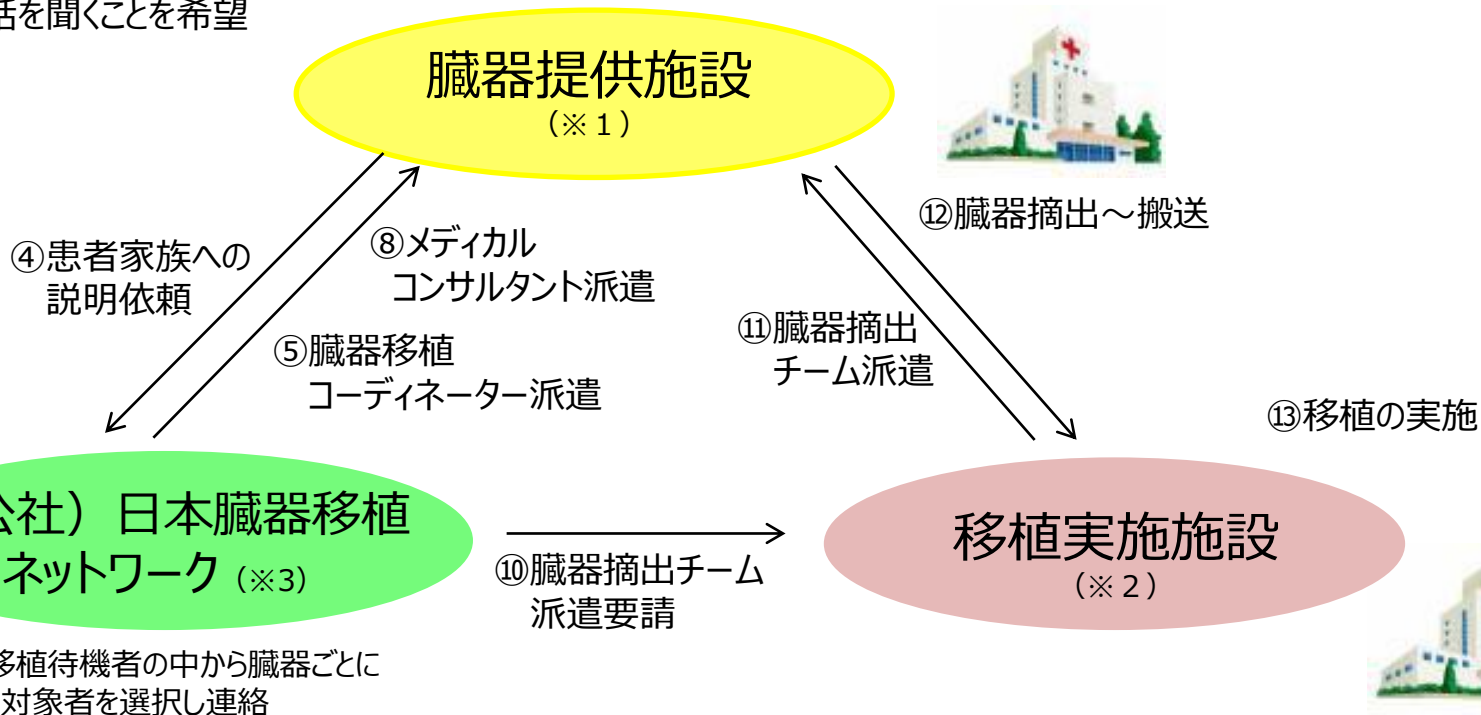 話を聞くことを希望
臓器提供施設
（※１）
⑫臓器摘出～搬送
④患者家族への
説明依頼
⑧メディカル
コンサルタント派遣
⑤臓器移植
コーディネーター派遣
⑪臓器摘出
チーム派遣
⑬移植の実施
公社）日本臓器移植
ネットワーク（※3）
⑩臓器摘出チーム
派遣要請
移植実施施設
（※２）
移植待機者の中から臓器ごとに
対象者を選択し連絡